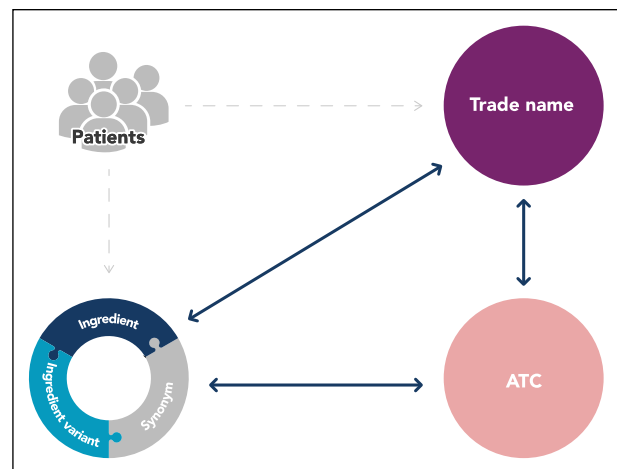 Patients
Trade name
Ingredient
Ingredient variant
Synonym
ATC